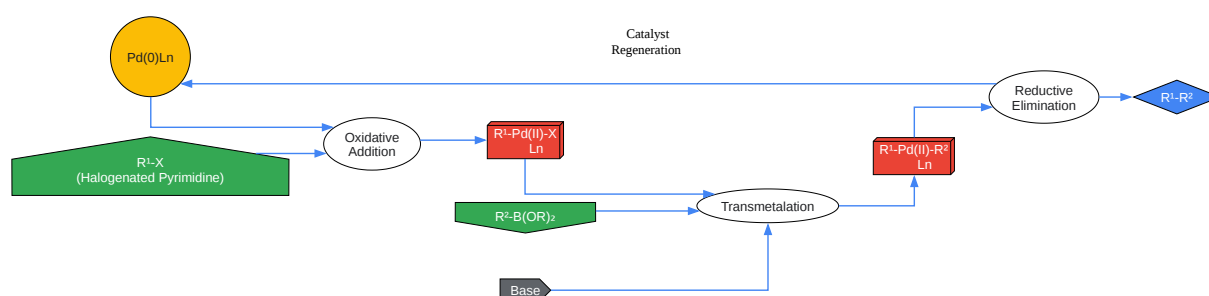 Catalyst
Regeneration
Pd(0)Ln
Reductive
Elimination
R¹-R²
Oxidative
Addition
R¹-Pd(II)-X
Ln
R¹-Pd(II)-R²
Ln
R¹-X
(Halogenated Pyrimidine)
R²-B(OR)₂
Transmetalation
Base